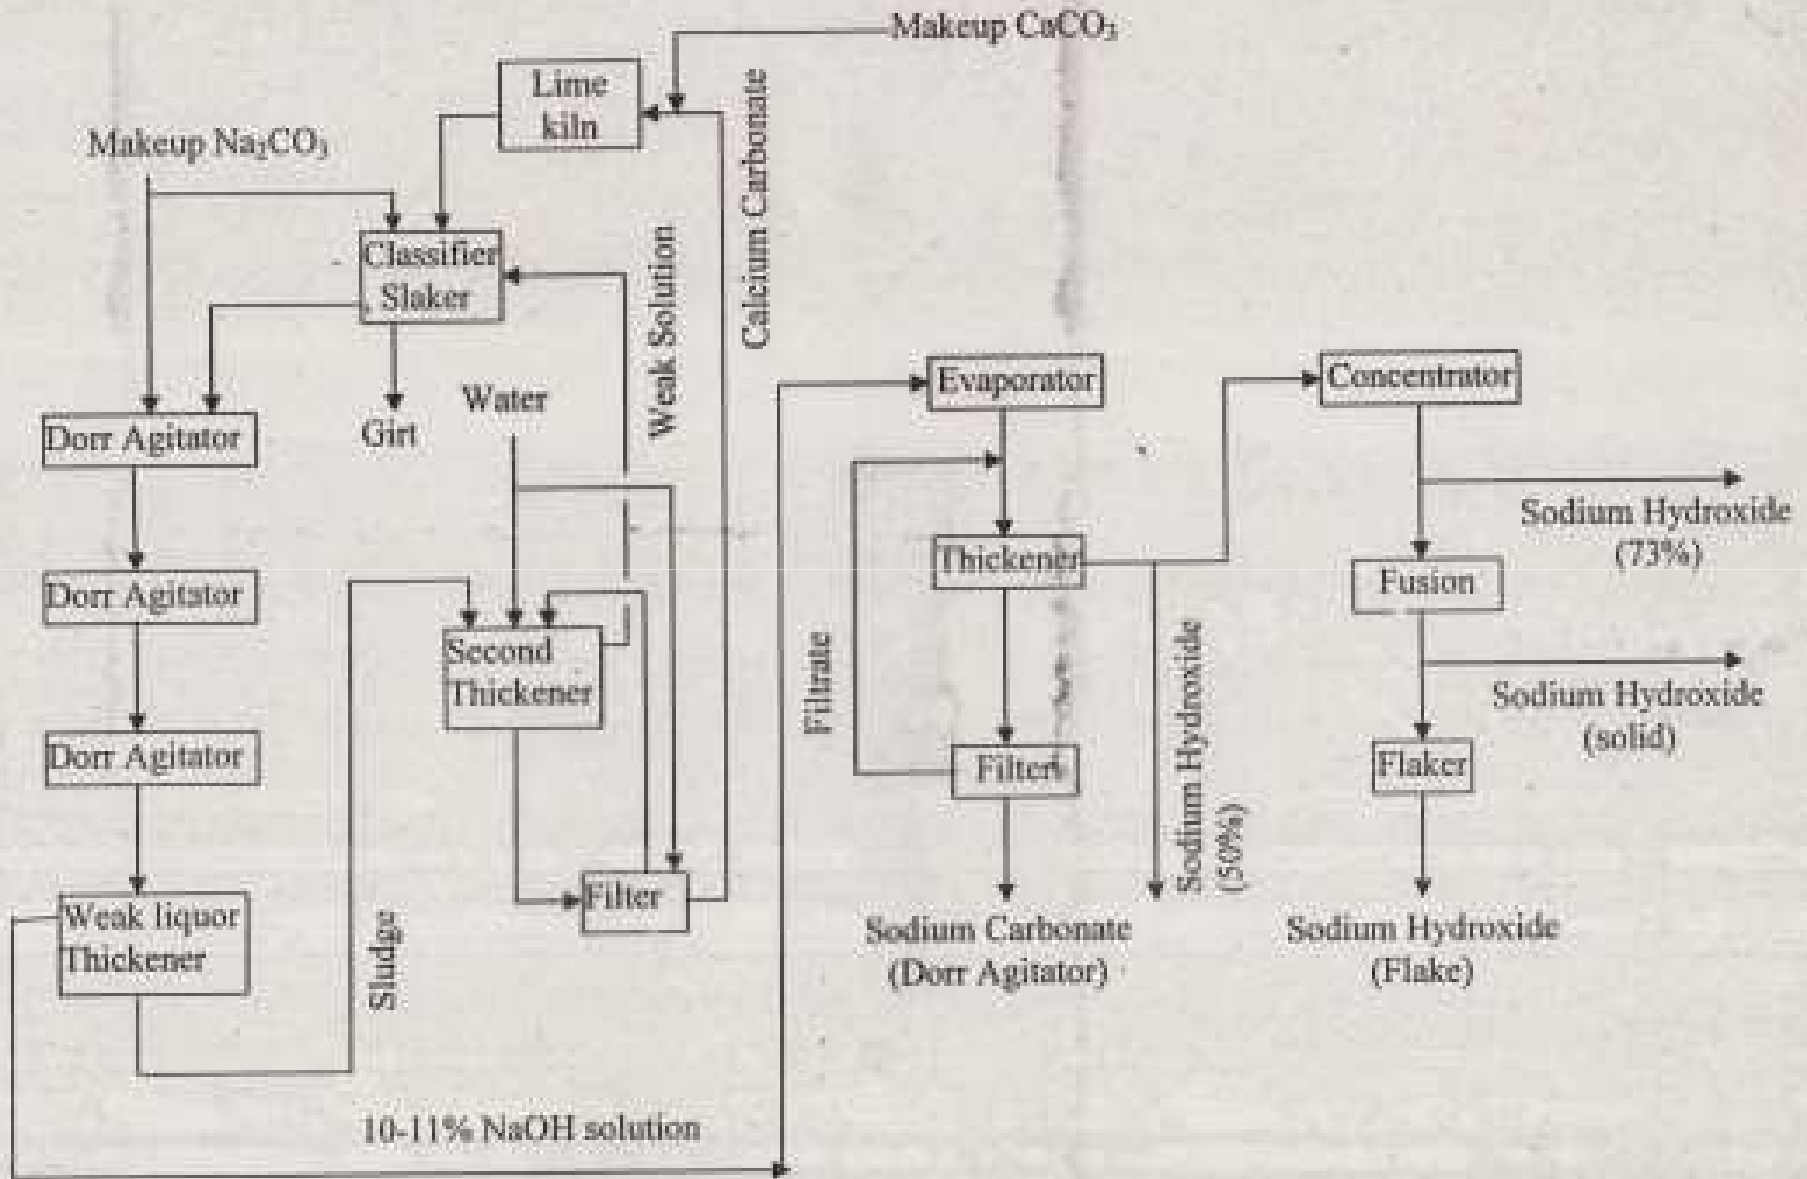 Makeup CaCO₃
Lime
kiln
Makeup Na₂CO₃
Calcium Carbonate
Classifier
Slaker
Weak Solution
Water
Girt
Dorr Agitator
Dorr Agitator
Dorr Agitator
Second
Thickener
Filter
Weak liquor
Thickener
Sludge
10-11% NaOH solution
Evaporator
Concentrator
Thickener
Sodium Hydroxide
(73%)
Fusion
Filtrate
Sodium Hydroxide
(50%)
Sodium Hydroxide
(solid)
Filter
Flaker
Sodium Carbonate
(Dorr Agitator)
Sodium Hydroxide
(Flake)